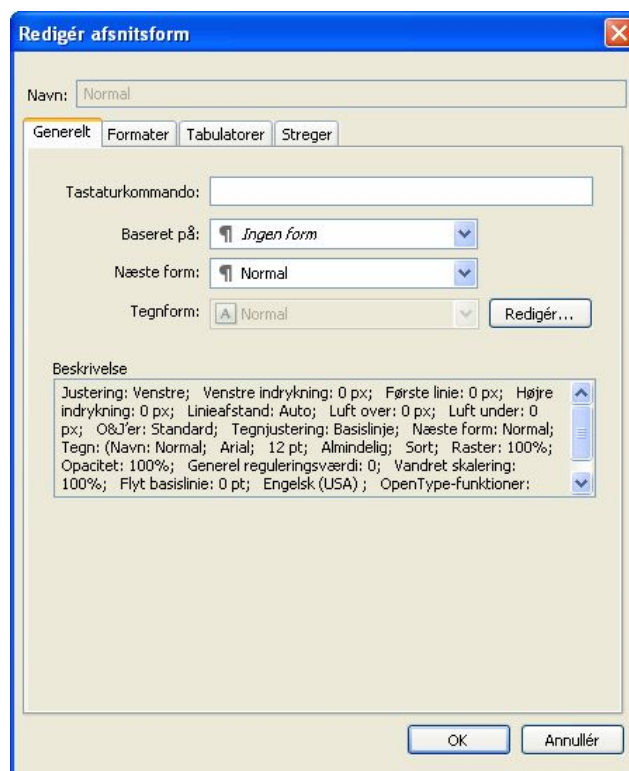 Redigér afsnitsform
Navn: Normal
Generelt Formater Tabulatorer Streger
Tastaturkommando:
Baseret på: ¶ Ingen form
Næste form: ¶ Normal
Tegnform: A Normal Redigér...
Beskrivelse
Justering: Venstre; Venstre indrykning: 0 px; Første linie: 0 px; Højre
indrykning: 0 px; Linieafstand: Auto; Luft over: 0 px; Luft under: 0
px; O&J'er: Standard; Tegnjustering: Basislinje; Næste form: Normal;
Tegn: (Navn: Normal; Arial; 12 pt; Almindelig; Sort; Raster: 100%;
Opacitet: 100%; Generel reguleringsværdi: 0; Vandret skalering:
100%; Flyt basislinie: 0 pt; Engelsk (USA) ; OpenType-funktioner:
OK Annullér